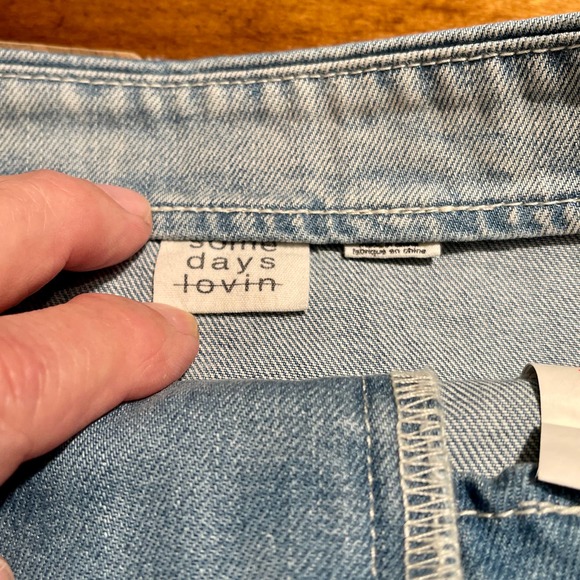 some
days
lovin
fabriqué en chine